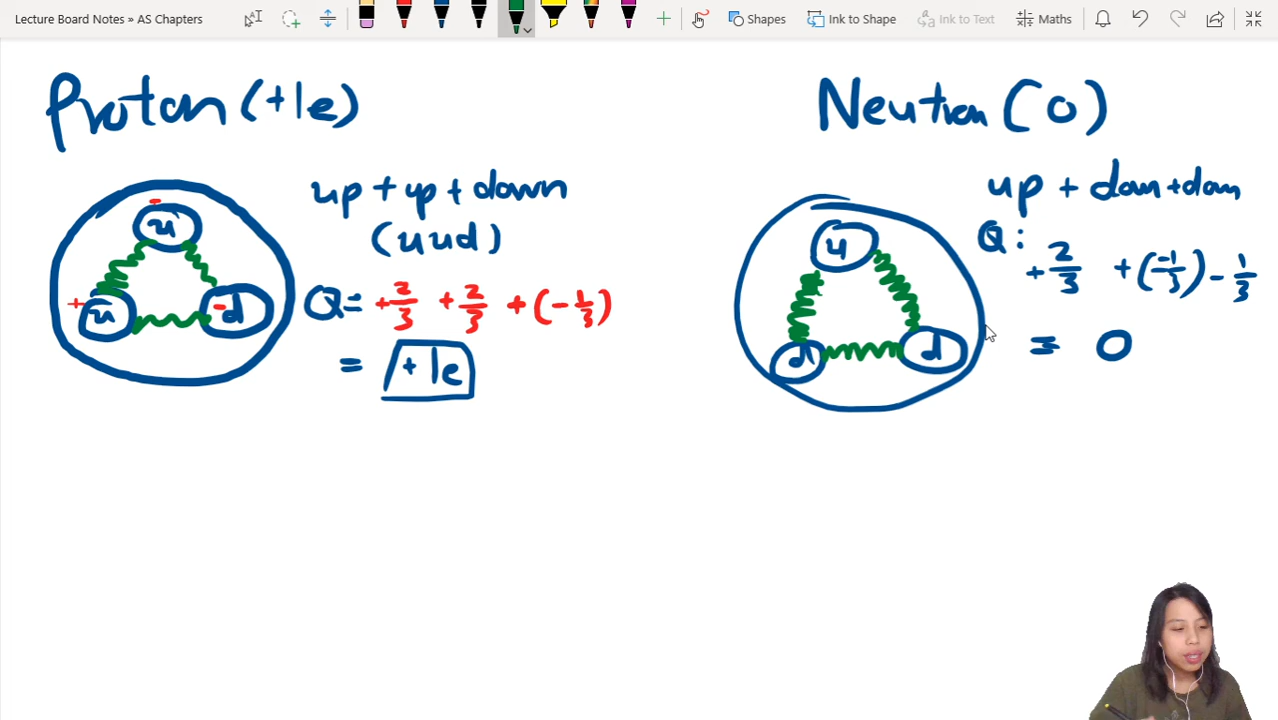 Lecture Board Notes » AS Chapters
Shapes
Ink to Shape
Ink to Text
Maths
Proton (+1e)
up + up + down
(uud)
Q = +2/3 +2/3 + (-1/3)
= +1e
-
u
+
u
-
d
Neutron (0)
up + down + down
Q:
+2/3 + (-1/3) - 1/3
= 0
u
d
d